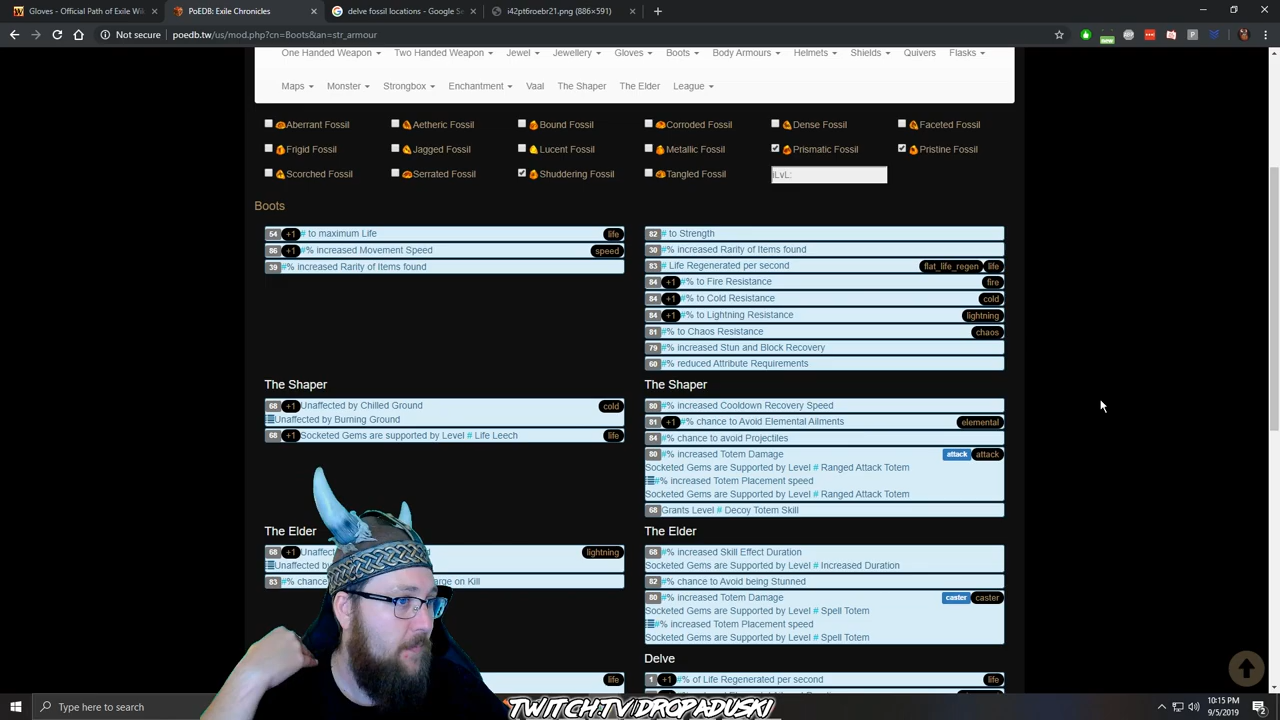 Gloves - Official Path of Exile Wi
PoEDB
delve fossil - Google Se
i42ptf6orbr21.png (886×591)
Not secure
poedb.tw/us/mod.php?cn=Boots&an=str_armour
One Handed Weapon Two Handed Weapon Jewel Jewellery Gloves Boots Body Armours Helmets Shields Quivers Flasks
Maps Monster Strongbox Enchantment Vaal The Shaper The Elder League
Aberrant Fossil Aetheric Fossil Bound Fossil Corroded Fossil Dense Fossil Faceted Fossil
Frigid Fossil Jagged Fossil Lucent Fossil Metallic Fossil Prismatic Fossil Pristine Fossil
Scorched Fossil Serrated Fossil Shuddering Fossil Tangled Fossil iLvL:
Boots
54 +1 # to maximum Life life
86 +1 #% increased Movement Speed speed
39 #% increased Rarity of Items found
82 # to Strength
30 #% increased Rarity of Items found
83 # Life Regenerated per second flat_life_regen life
84 +1 #% to Fire Resistance fire
84 +1 #% to Cold Resistance cold
84 +1 #% to Lightning Resistance lightning
81 #% to Chaos Resistance chaos
79 #% increased Stun and Block Recovery
60 #% reduced Attribute Requirements
The Shaper
68 +1 Unaffected by Chilled Ground cold
Unaffected by Burning Ground
68 +1 Socketed Gems are supported by Level # Life Leech life
The Shaper
80 #% increased Cooldown Recovery Speed
81 +1 #% chance to Avoid Elemental Ailments elemental
84 #% chance to avoid Projectiles
80 #% increased Totem Damage attack attack
Socketed Gems are Supported by Level # Ranged Attack Totem
#% increased Totem Placement speed
Socketed Gems are Supported by Level # Ranged Attack Totem
68 Grants Level # Decoy Totem Skill
The Elder
68 +1 Unaffect d lightning
Unaffected b
83 #% chance arge on Kill
life
The Elder
68 #% increased Skill Effect Duration
Socketed Gems are Supported by Level # Increased Duration
82 #% chance to Avoid being Stunned
80 #% increased Totem Damage caster caster
Socketed Gems are Supported by Level # Spell Totem
#% increased Totem Placement speed
Socketed Gems are Supported by Level # Spell Totem
Delve
1 +1 #% of Life Regenerated per second life
TWITCH.TV/DROPADUSKI
Type here to search
10:15 PM
9/5/2019